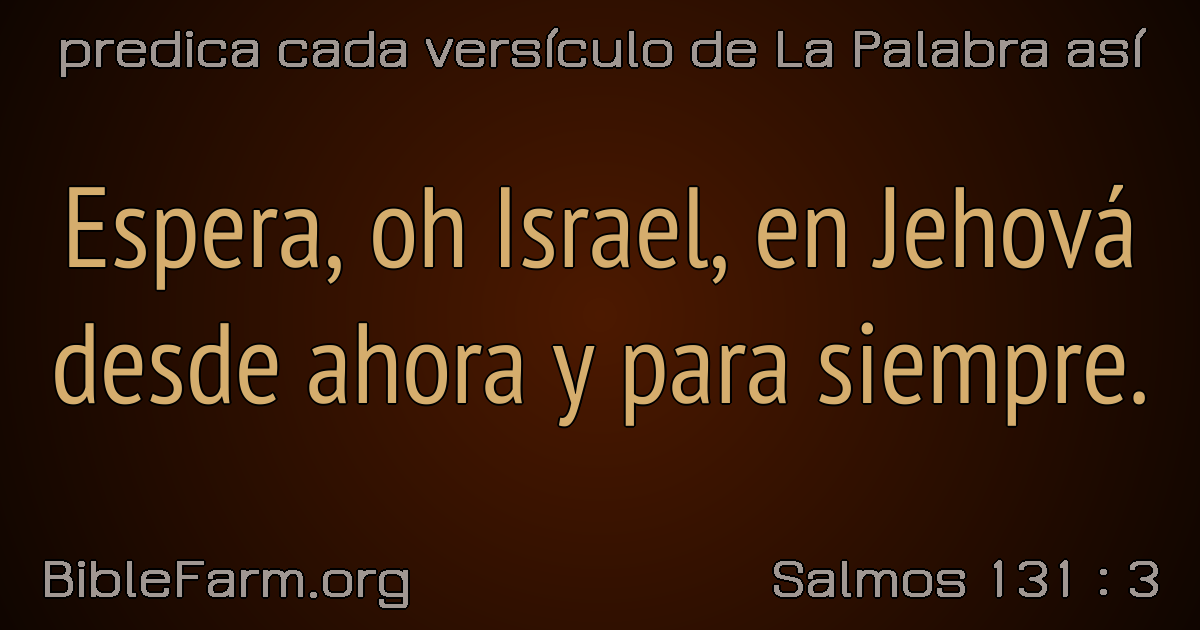 predica cada versículo de La Palabra así
Espera, oh Israel, en Jehová
desde ahora y para siempre.
BibleFarm.org
Salmos 131 : 3